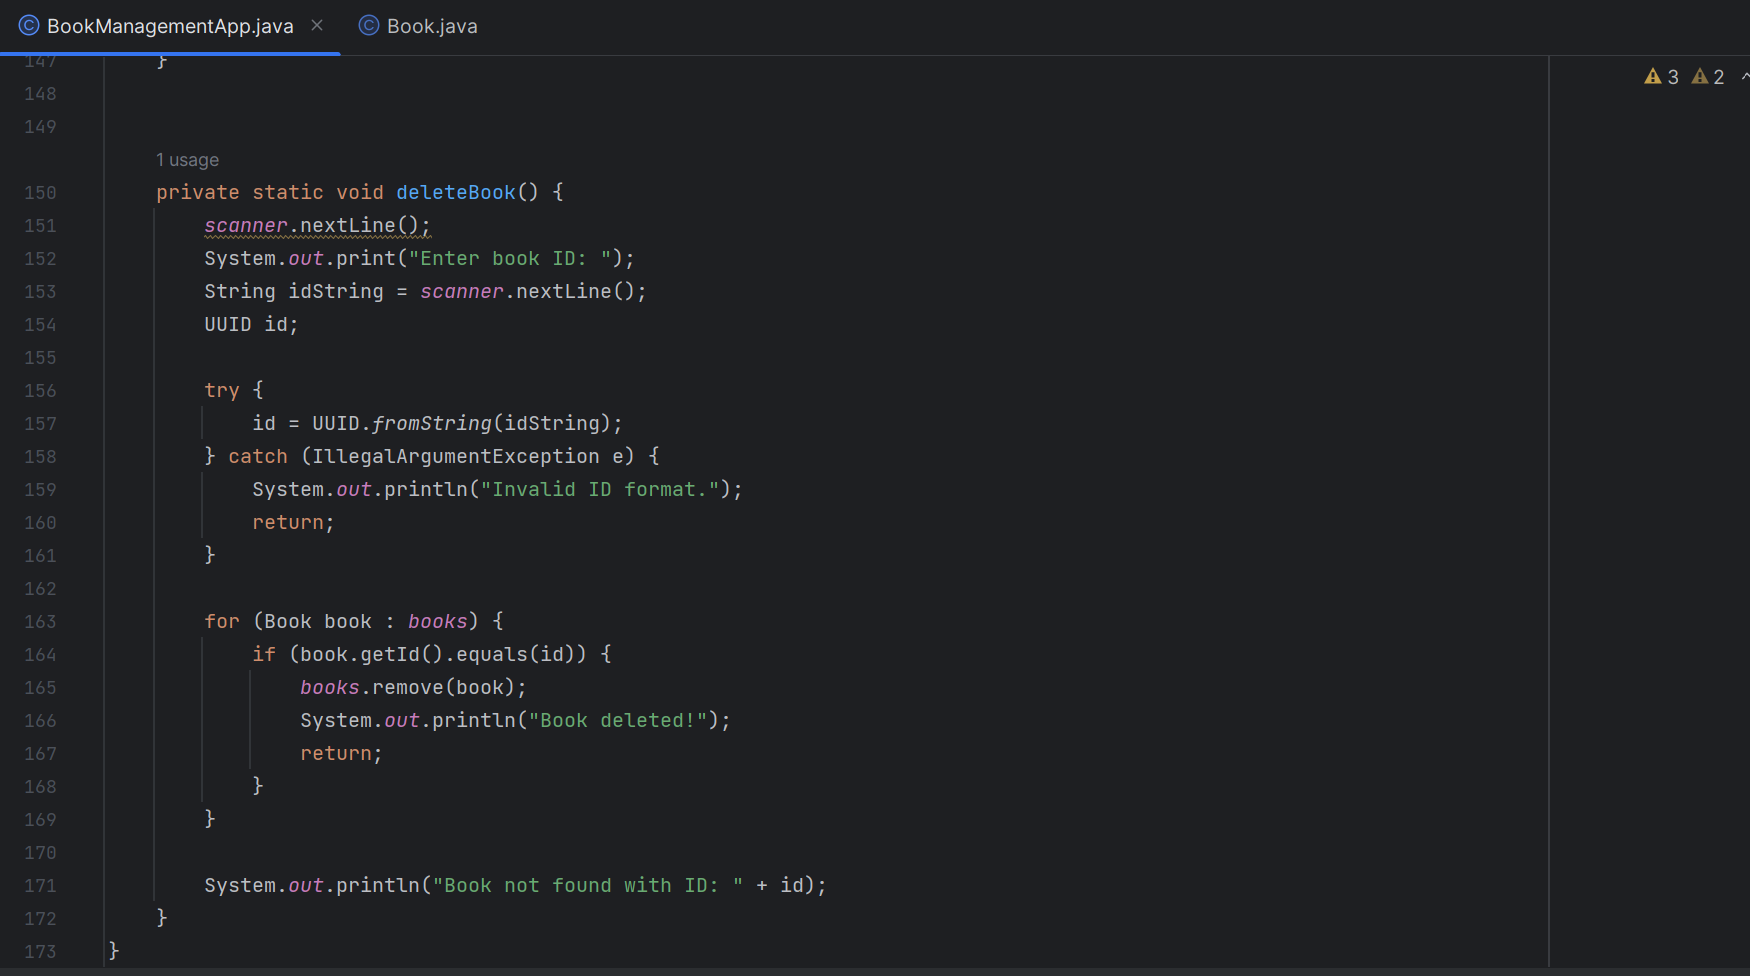 BookManagementApp.java × Book.java
147 }
3 2
148
149
1 usage
150 private static void deleteBook() {
151 scanner.nextLine();
152 System.out.print("Enter book ID: ");
153 String idString = scanner.nextLine();
154 UUID id;
155
156 try {
157 id = UUID.fromString(idString);
158 } catch (IllegalArgumentException e) {
159 System.out.println("Invalid ID format.");
160 return;
161 }
162
163 for (Book book : books) {
164 if (book.getId().equals(id)) {
165 books.remove(book);
166 System.out.println("Book deleted!");
167 return;
168 }
169 }
170
171 System.out.println("Book not found with ID: " + id);
172 }
173 }